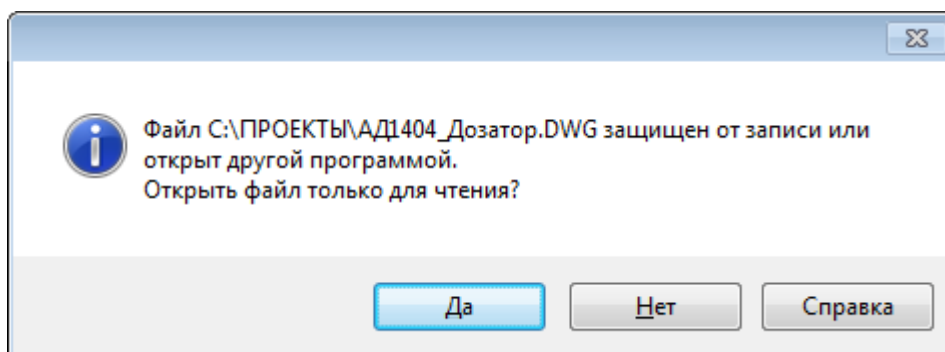 Файл C:\ПРОЕКТЫ\АД1404_Дозатор.DWG защищен от записи или
открыт другой программой.
Открыть файл только для чтения?
Да Нет Справка